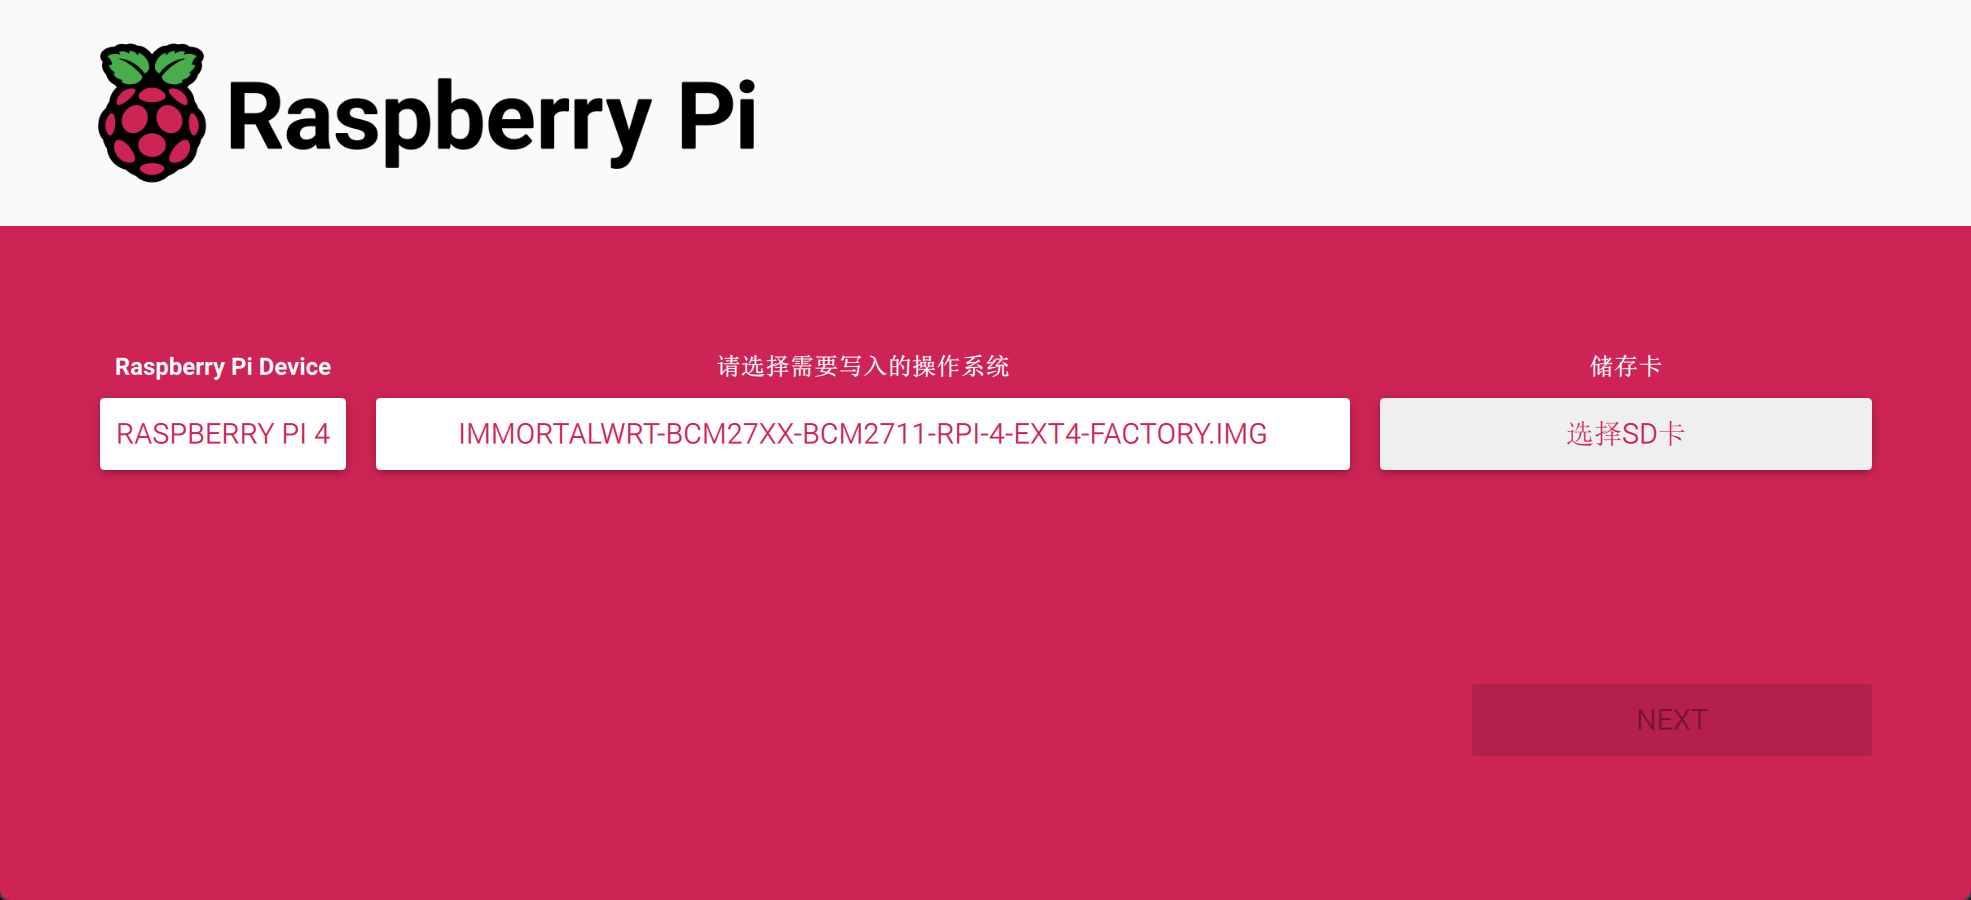 Raspberry Pi
Raspberry Pi Device
请选择需要写入的操作系统
储存卡
RASPBERRY PI 4
IMMORTALWRT-BCM27XX-BCM2711-RPI-4-EXT4-FACTORY.IMG
选择SD卡
NEXT